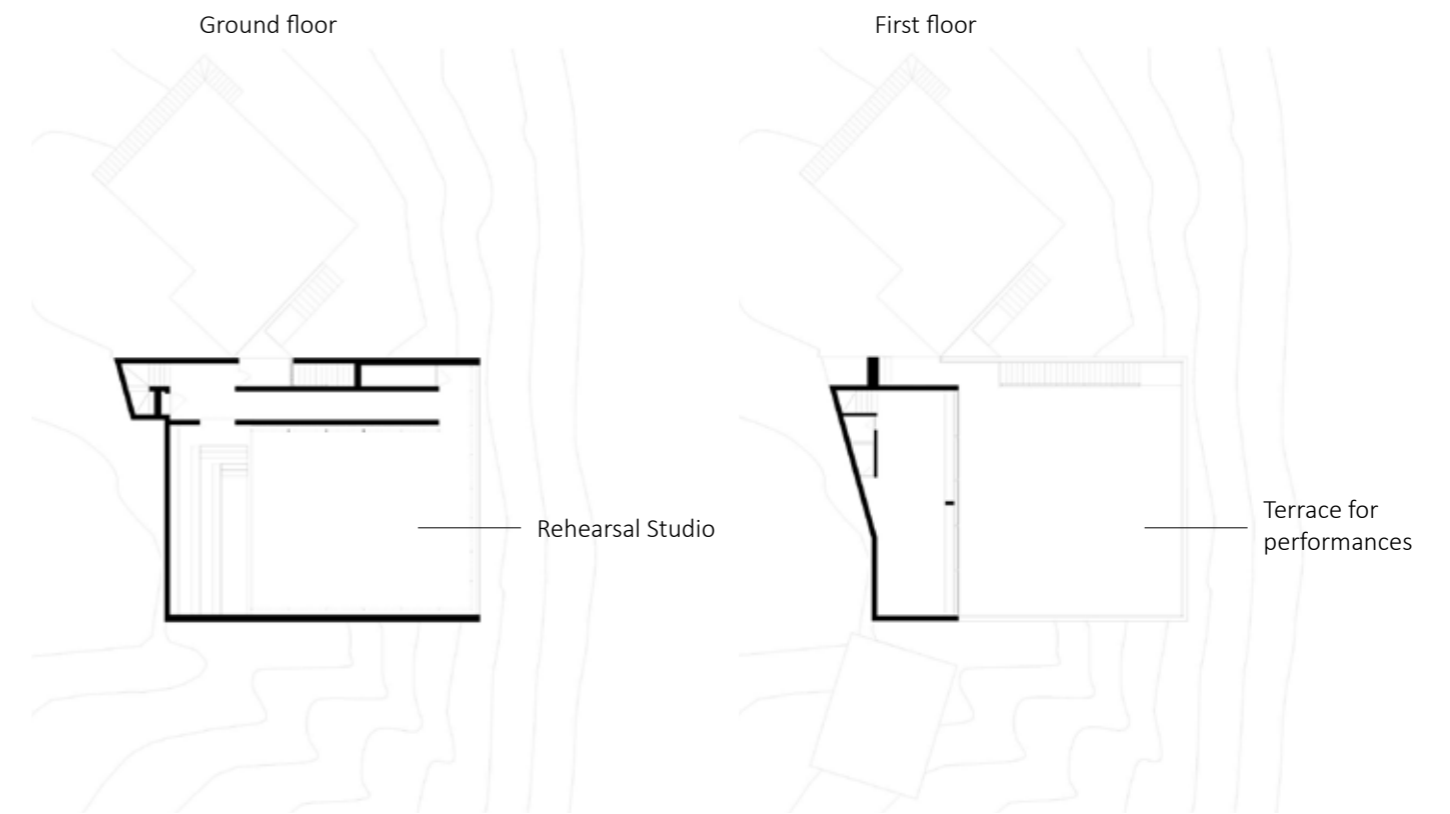 Ground floor
First floor
Rehearsal Studio
Terrace for
performances